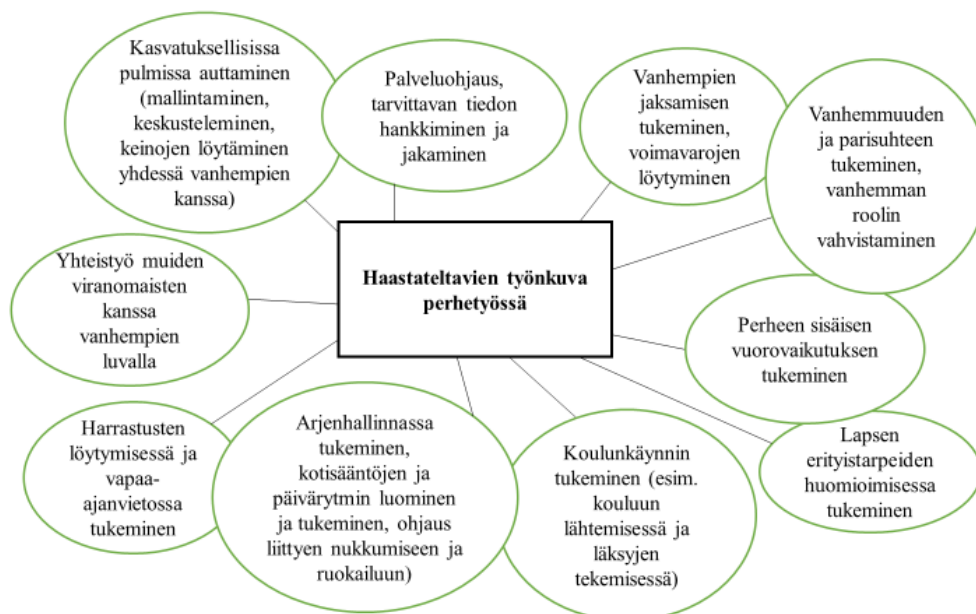 Kasvatuksellisissa
pulmissa auttaminen
(mallintaminen,
keskusteleminen,
keinojen löytäminen
yhdessä vanhempien
kanssa)
Palveluohjaus,
tarvittavan tiedon
hankkiminen ja
jakaminen
Vanhempien
jaksamisen
tukeminen,
voimavarojen
löytyminen
Vanhemmuuden
ja parisuhteen
tukeminen,
vanhemman
roolin
vahvistaminen
Haastateltavien työnkuva
perhetyössä
Yhteistyö muiden
viranomaisten
kanssa
vanhempien
luvalla
Perheen sisäisen
vuorovaikutuksen
tukeminen
Harrastusten
löytymisessä ja
vapaa-
ajanvietossa
tukeminen
Arjenhallinnassa
tukeminen,
kotisääntöjen ja
päivärytmin luominen
ja tukeminen, ohjaus
liittyen nukkumiseen ja
ruokailuun)
Koulunkäynnin
tukeminen (esim.
kouluun
lähtemisessä ja
läksyjen
tekemisessä)
Lapsen
erityistarpeiden
huomioimisessa
tukeminen